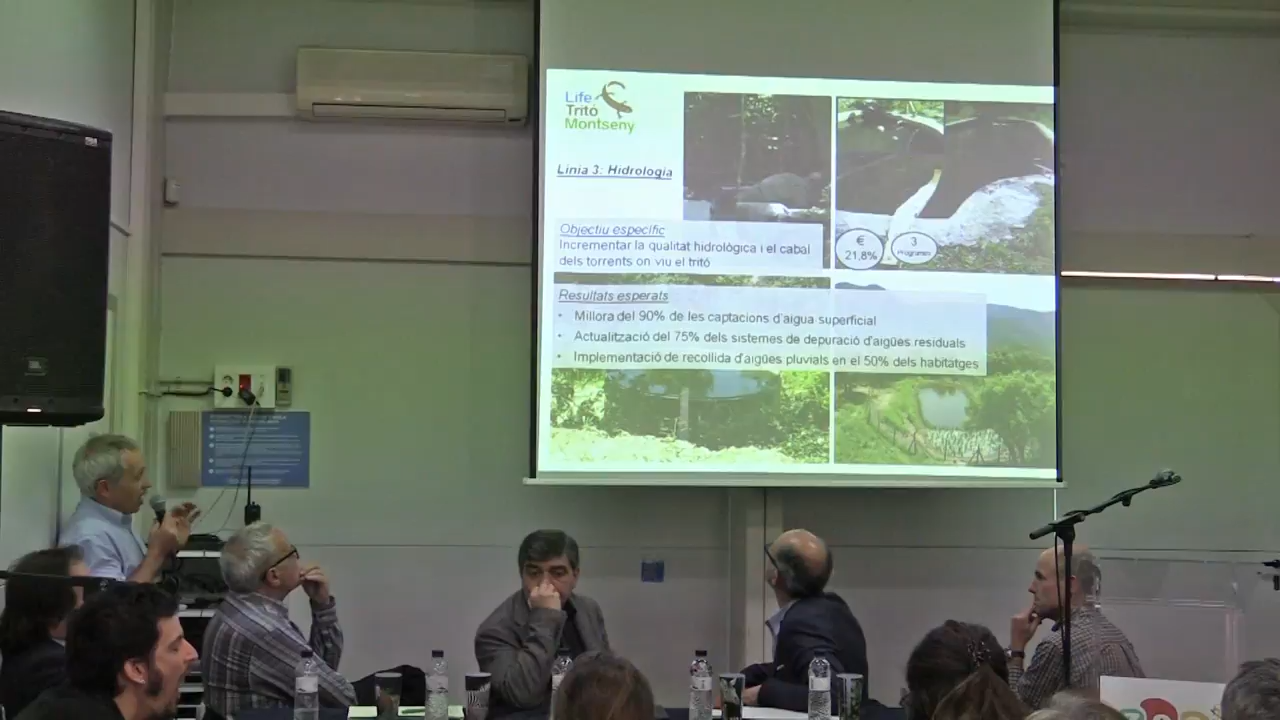 Life
Tritó
Montseny
Línia 3: Hidrologia
Objectiu específic
Incrementar la qualitat hidrològica i el cabal
dels torrents on viu el tritó
€
21,8%
3
Programes
Resultats esperats
• Millora del 90% de les captacions d'aigua superficial
• Actualització del 75% dels sistemes de depuració d'aigües residuals
• Implementació de recollida d'aigües pluvials en el 50% dels habitatges
JBL